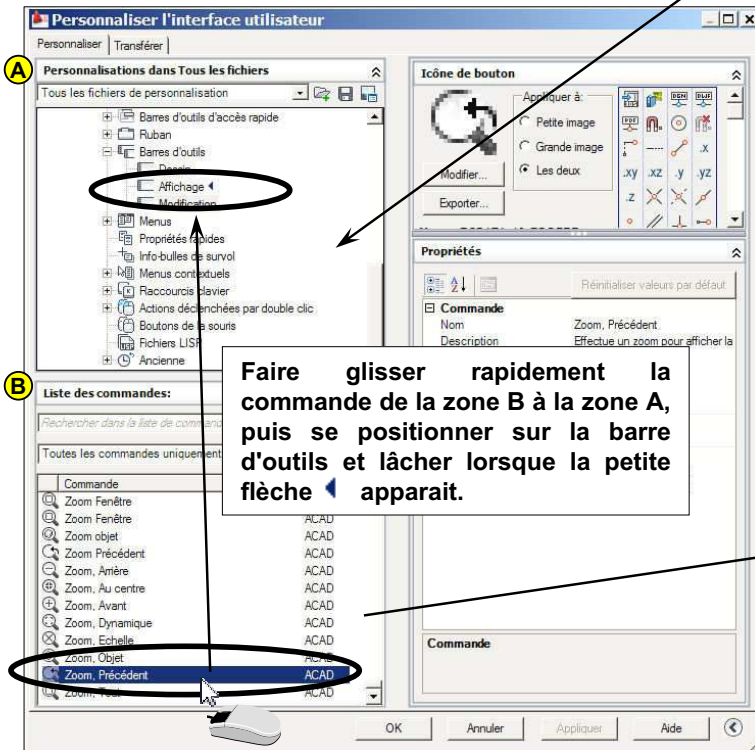 Personnaliser l'interface utilisateur
Personnaliser
Transférer
A
Personnalisations dans Tous les fichiers
Tous les fichiers de personnalisation
Barres d'outils d'accès rapide
Ruban
Barres d'outils
Dessin
Affichage
Modification
Menus
Propriétés rapides
Info-bulles de survol
Menus contextuels
Raccourcis clavier
Actions déclenchées par double clic
Boutons de la souris
Fichiers LISP
Ancienne
B
Liste des commandes:
Rechercher dans la liste de
Toutes les commandes uniquement
Commande
Zoom Fenêtre
Zoom Fenêtre ACAD
Zoom objet ACAD
Zoom Précédent ACAD
Zoom, Arrière ACAD
Zoom, Au centre ACAD
Zoom, Avant ACAD
Zoom, Dynamique ACAD
Zoom, Echelle ACAD
Zoom, Objet ACAD
Zoom, Précédent ACAD
Zoom, Tout ACAD
Icône de bouton
Appliquer à:
Petite image
Grande image
Les deux
Modifier...
Exporter...
DGN
DWF
PDF
.x
.xy .xz .y .yz
.z
Propriétés
Réinitialiser valeurs par défaut
Commande
Nom Zoom, Précédent
Description Effectue un zoom pour afficher la
Faire glisser rapidement la
commande de la zone B à la zone A,
puis se positionner sur la barre
d'outils et lâcher lorsque la petite
flèche apparait.
Commande
OK
Annuler
Appliquer
Aide